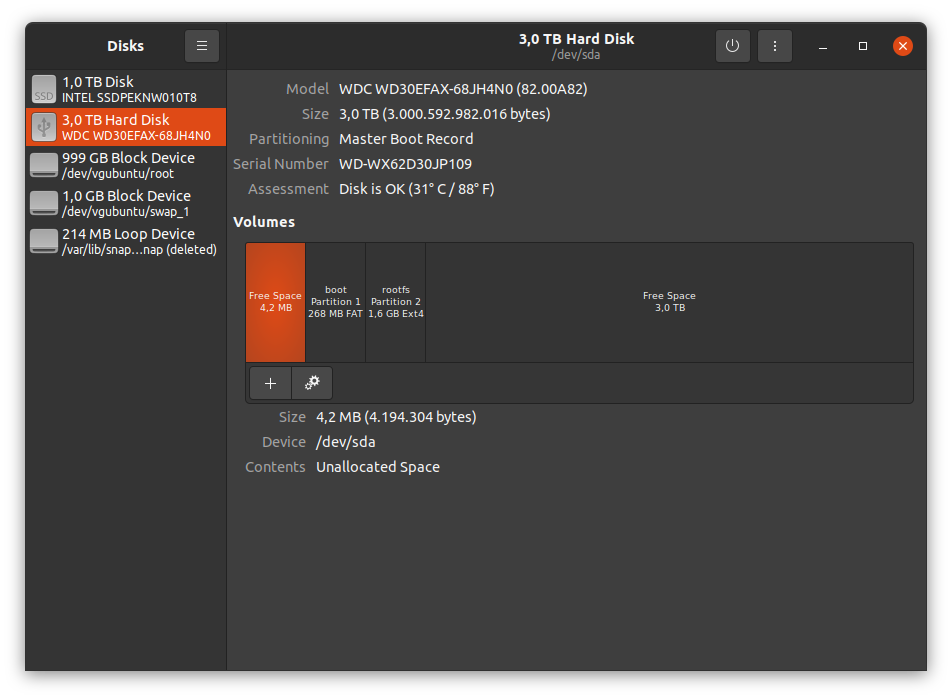 Disks
3,0 TB Hard Disk
/dev/sda
1,0 TB Disk
SSD
INTEL SSDPEKNW010T8
3,0 TB Hard Disk
WDC WD30EFAX-68JH4N0
999 GB Block Device
/dev/vgubuntu/root
1,0 GB Block Device
/dev/vgubuntu/swap_1
214 MB Loop Device
/var/lib/snap...nap (deleted)
Model WDC WD30EFAX-68JH4N0 (82.00A82)
Size 3,0 TB (3.000.592.982.016 bytes)
Partitioning Master Boot Record
Serial Number WD-WX62D30JP109
Assessment Disk is OK (31° C / 88° F)
Volumes
Free Space
4,2 MB
boot
Partition 1
268 MB FAT
rootfs
Partition 2
1,6 GB Ext4
Free Space
3,0 TB
Size 4,2 MB (4.194.304 bytes)
Device /dev/sda
Contents Unallocated Space